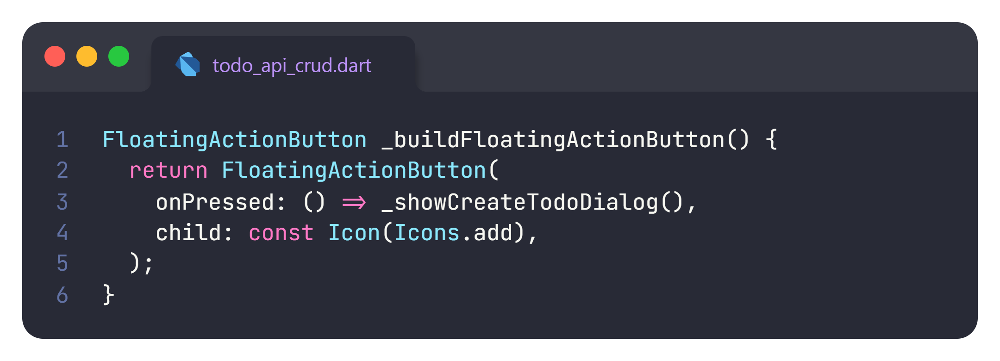 todo_api_crud.dart
1 FloatingActionButton _buildFloatingActionButton() {
2   return FloatingActionButton(
3     onPressed: () => _showCreateTodoDialog(),
4     child: const Icon(Icons.add),
5   );
6 }